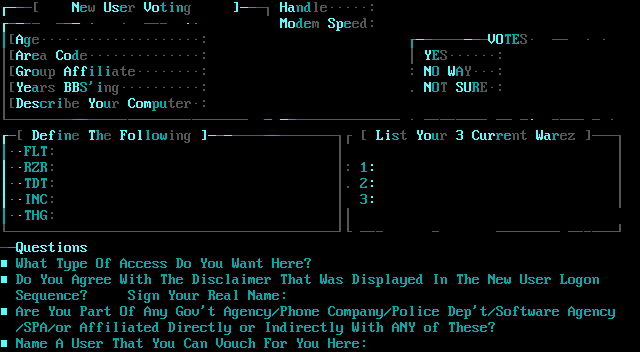 [ New User Voting ] Handle·····:
Modem Speed:
[Age····················: VOTES
[Area Code··············: YES······:
[Group Affiliate········: NO WAY···:
[Years BBS'ing··········: NOT SURE·:
[Describe Your Computer·:
[ Define The Following ] [ List Your 3 Current Warez ]
··FLT:
··RZR: 1:
··TDT: 2:
··INC: 3:
··THG:
Questions
■ What Type Of Access Do You Want Here?
■ Do You Agree With The Disclaimer That Was Displayed In The New User Logon
Sequence? Sign Your Real Name:
■ Are You Part Of Any Gov't Agency/Phone Company/Police Dep't/Software Agency
/SPA/or Affiliated Directly or Indirectly With ANY of These?
■ Name A User That You Can Vouch For You Here: